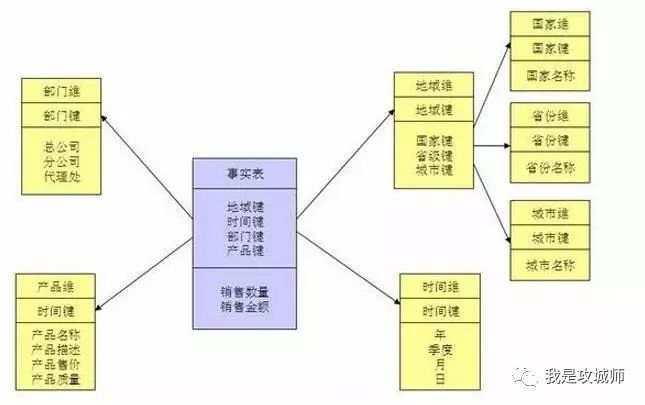 部门维
部门键
总公司
分公司
代理处
事实表
地域键
时间键
部门键
产品键
销售数量
销售金额
地域维
地域键
国家键
省级键
城市键
国家维
国家键
国家名称
省份维
省份键
省份名称
城市维
城市键
城市名称
产品维
时间键
产品名称
产品描述
产品售价
产品质量
时间维
时间键
年
季度
月
日
我是攻城师